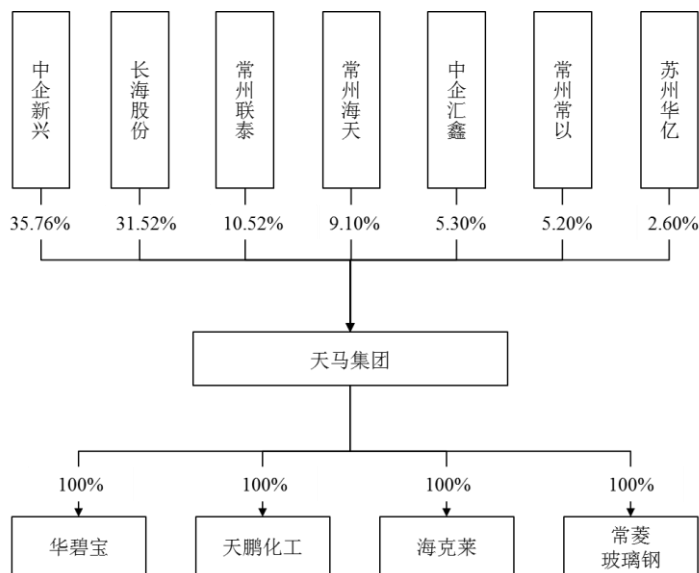 中企新兴
长海股份
常州联泰
常州海天
中企汇鑫
常州常以
苏州华亿
35.76%
31.52%
10.52%
9.10%
5.30%
5.20%
2.60%
天马集团
100%
100%
100%
100%
华碧宝
天鹏化工
海克莱
常菱
玻璃钢